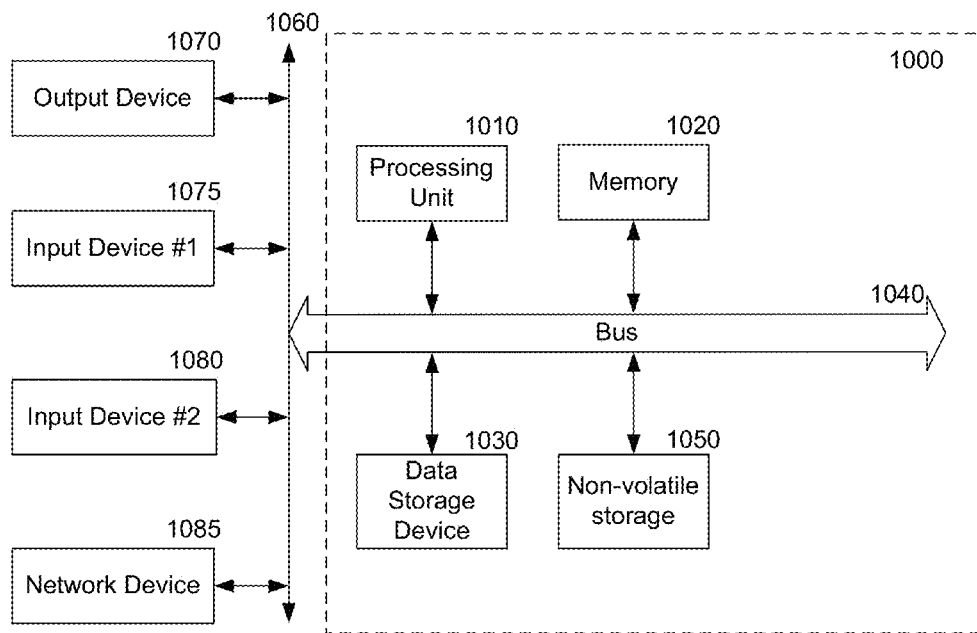 1060
1070
1000
Output Device
1010
1020
Processing
Unit
Memory
1075
Input Device #1
1040
Bus
1080
Input Device #2
1030
1050
Data
Storage
Device
Non-volatile
storage
1085
Network Device